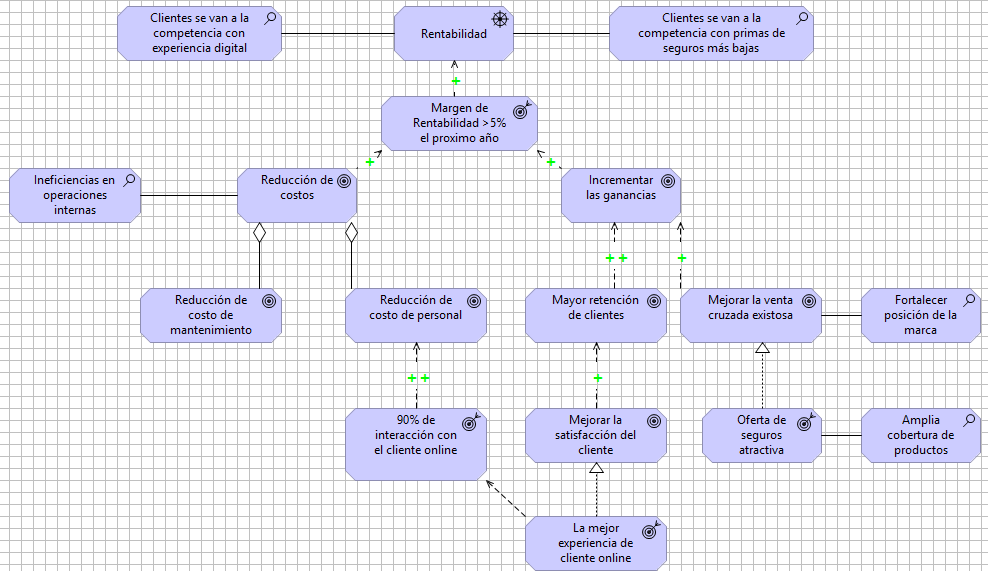 Clientes se van a la
competencia con
experiencia digital
Rentabilidad
Clientes se van a la
competencia con primas de
seguros más bajas
+
Margen de
Rentabilidad >5%
el proximo año
+
+
Ineficiencias en
operaciones
internas
Reducción de
costos
Incrementar
las ganancias
++
+
Reducción de
costo de
mantenimiento
Reducción de
costo de personal
Mayor retención
de clientes
Mejorar la venta
cruzada existosa
Fortalecer
posición de la
marca
++
+
90% de
interacción con
el cliente online
Mejorar la
satisfacción del
cliente
Oferta de
seguros
atractiva
Amplia
cobertura de
productos
La mejor
experiencia de
cliente online